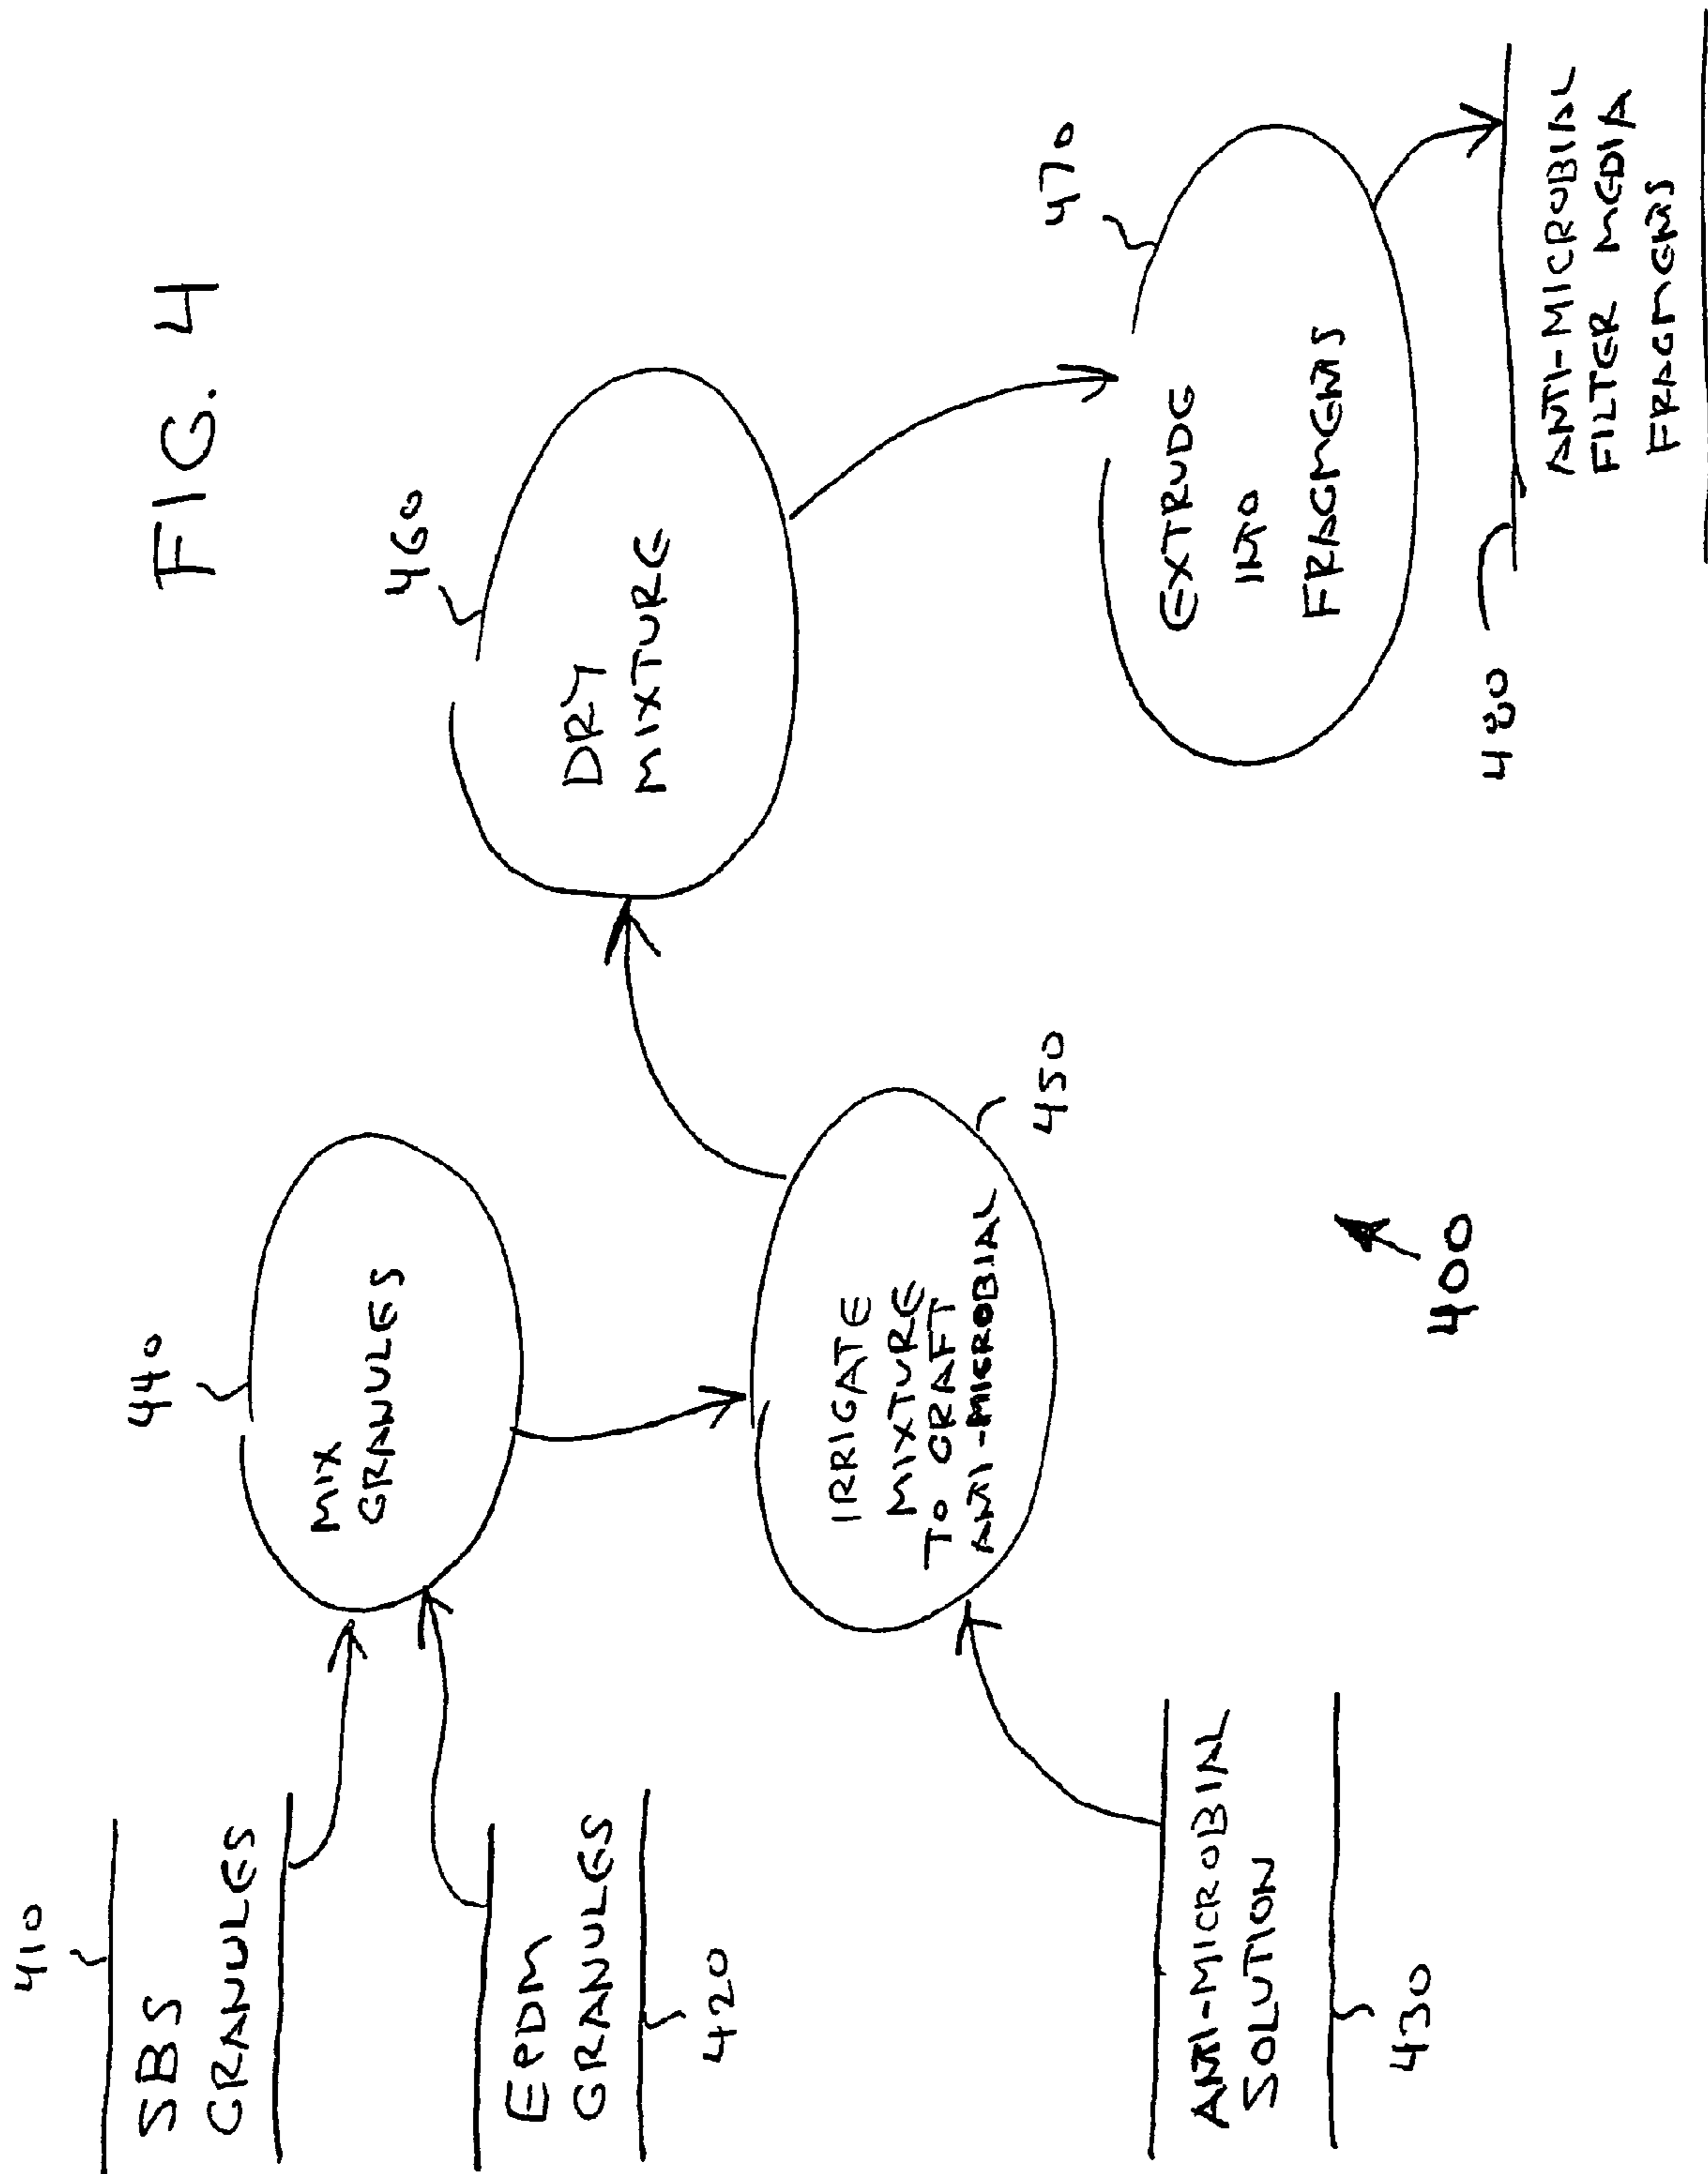 FIG. 4
410
SBS
GRANULES
EPDM
GRANULES
420
ANTI-MICROBIAL
SOLUTION
430
440
MIX
GRANULES
IRRIGATE
MIXTURE
TO GRAFT
ANTI-MICROBIAL
450
400
460
DRY
MIXTURE
470
EXTRUDE
INTO
FRAGMENTS
480
ANTI-MICROBIAL
FILTER MEDIA
FRAGMENTS